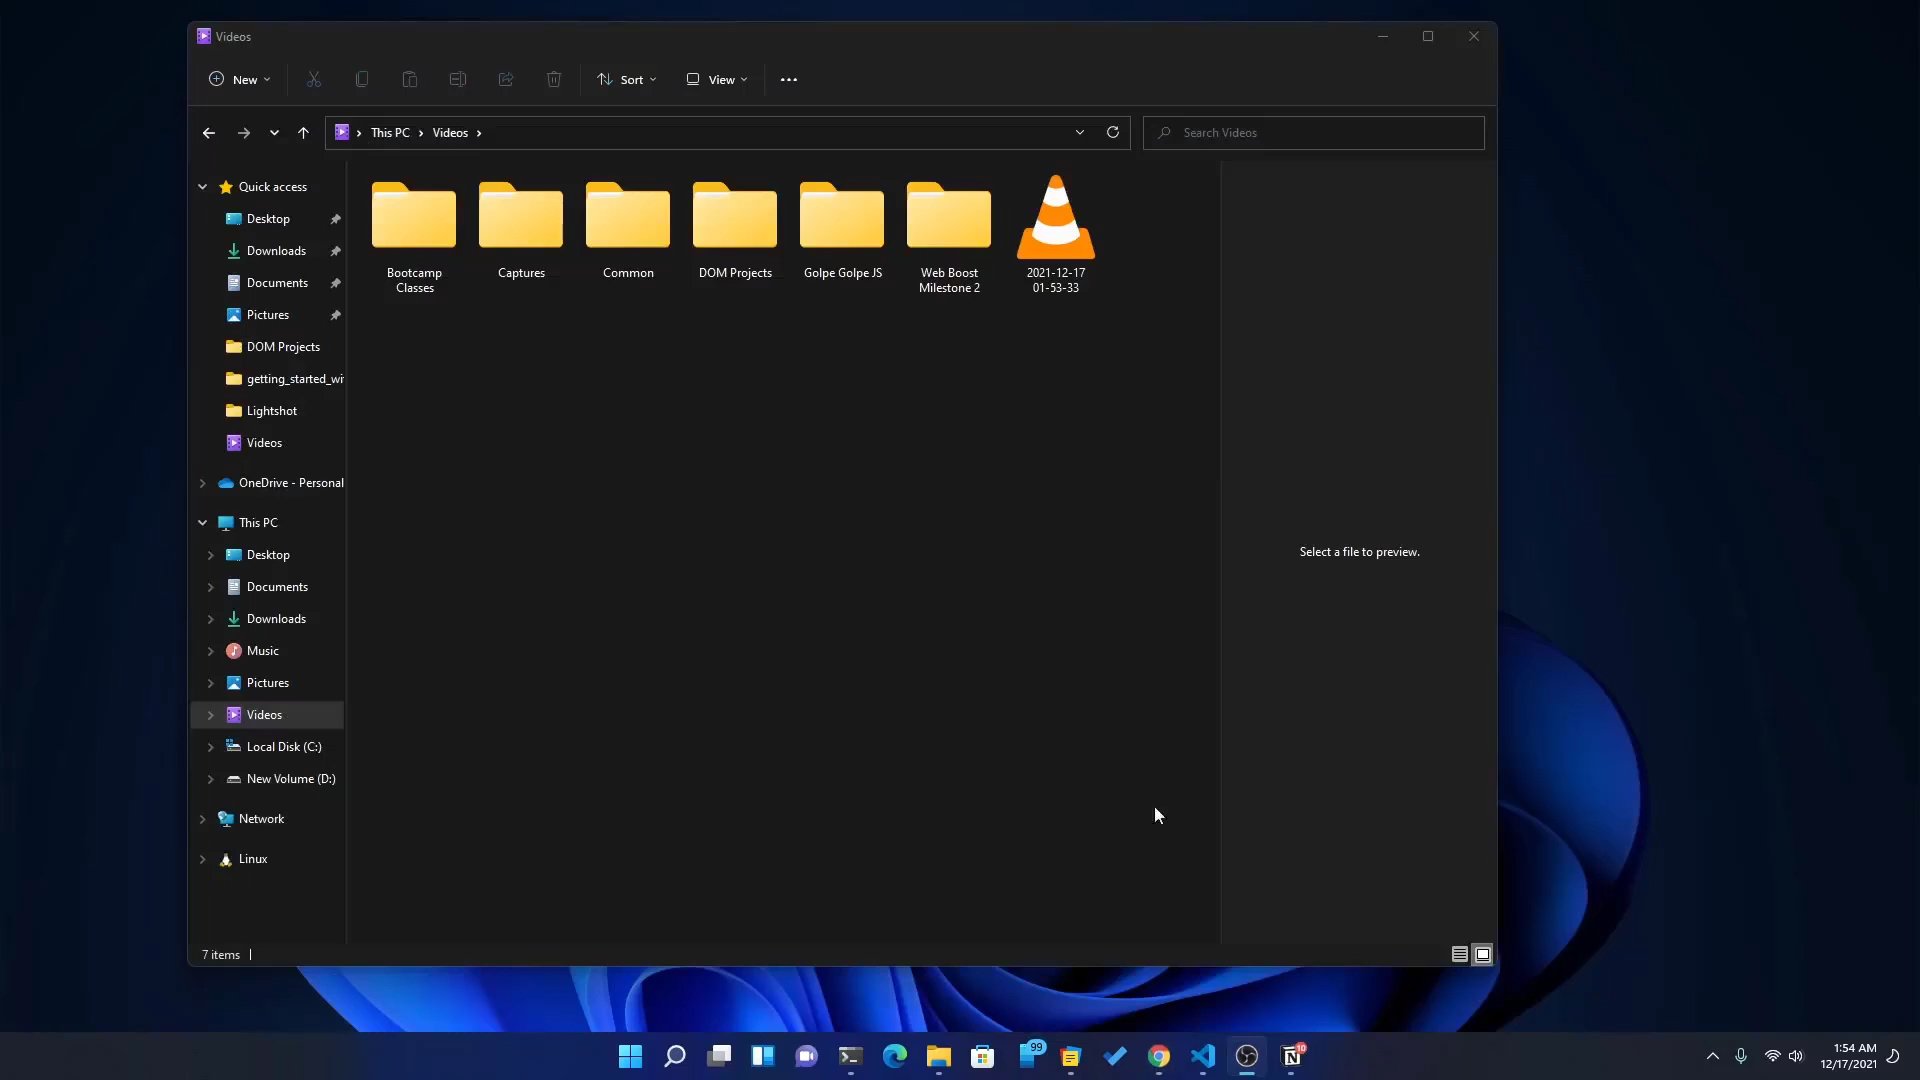 Videos
New
Sort
View
This PC
Videos
Search Videos
Quick access
Desktop
Downloads
Documents
Pictures
DOM Projects
getting_started_wi
Lightshot
Videos
OneDrive - Personal
This PC
Desktop
Documents
Downloads
Music
Pictures
Videos
Local Disk (C:)
New Volume (D:)
Network
Linux
Bootcamp
Classes
Captures
Common
DOM Projects
Golpe Golpe JS
Web Boost
Milestone 2
2021-12-17
01-53-33
Select a file to preview.
7 items
99
10
1:54 AM
12/17/2021